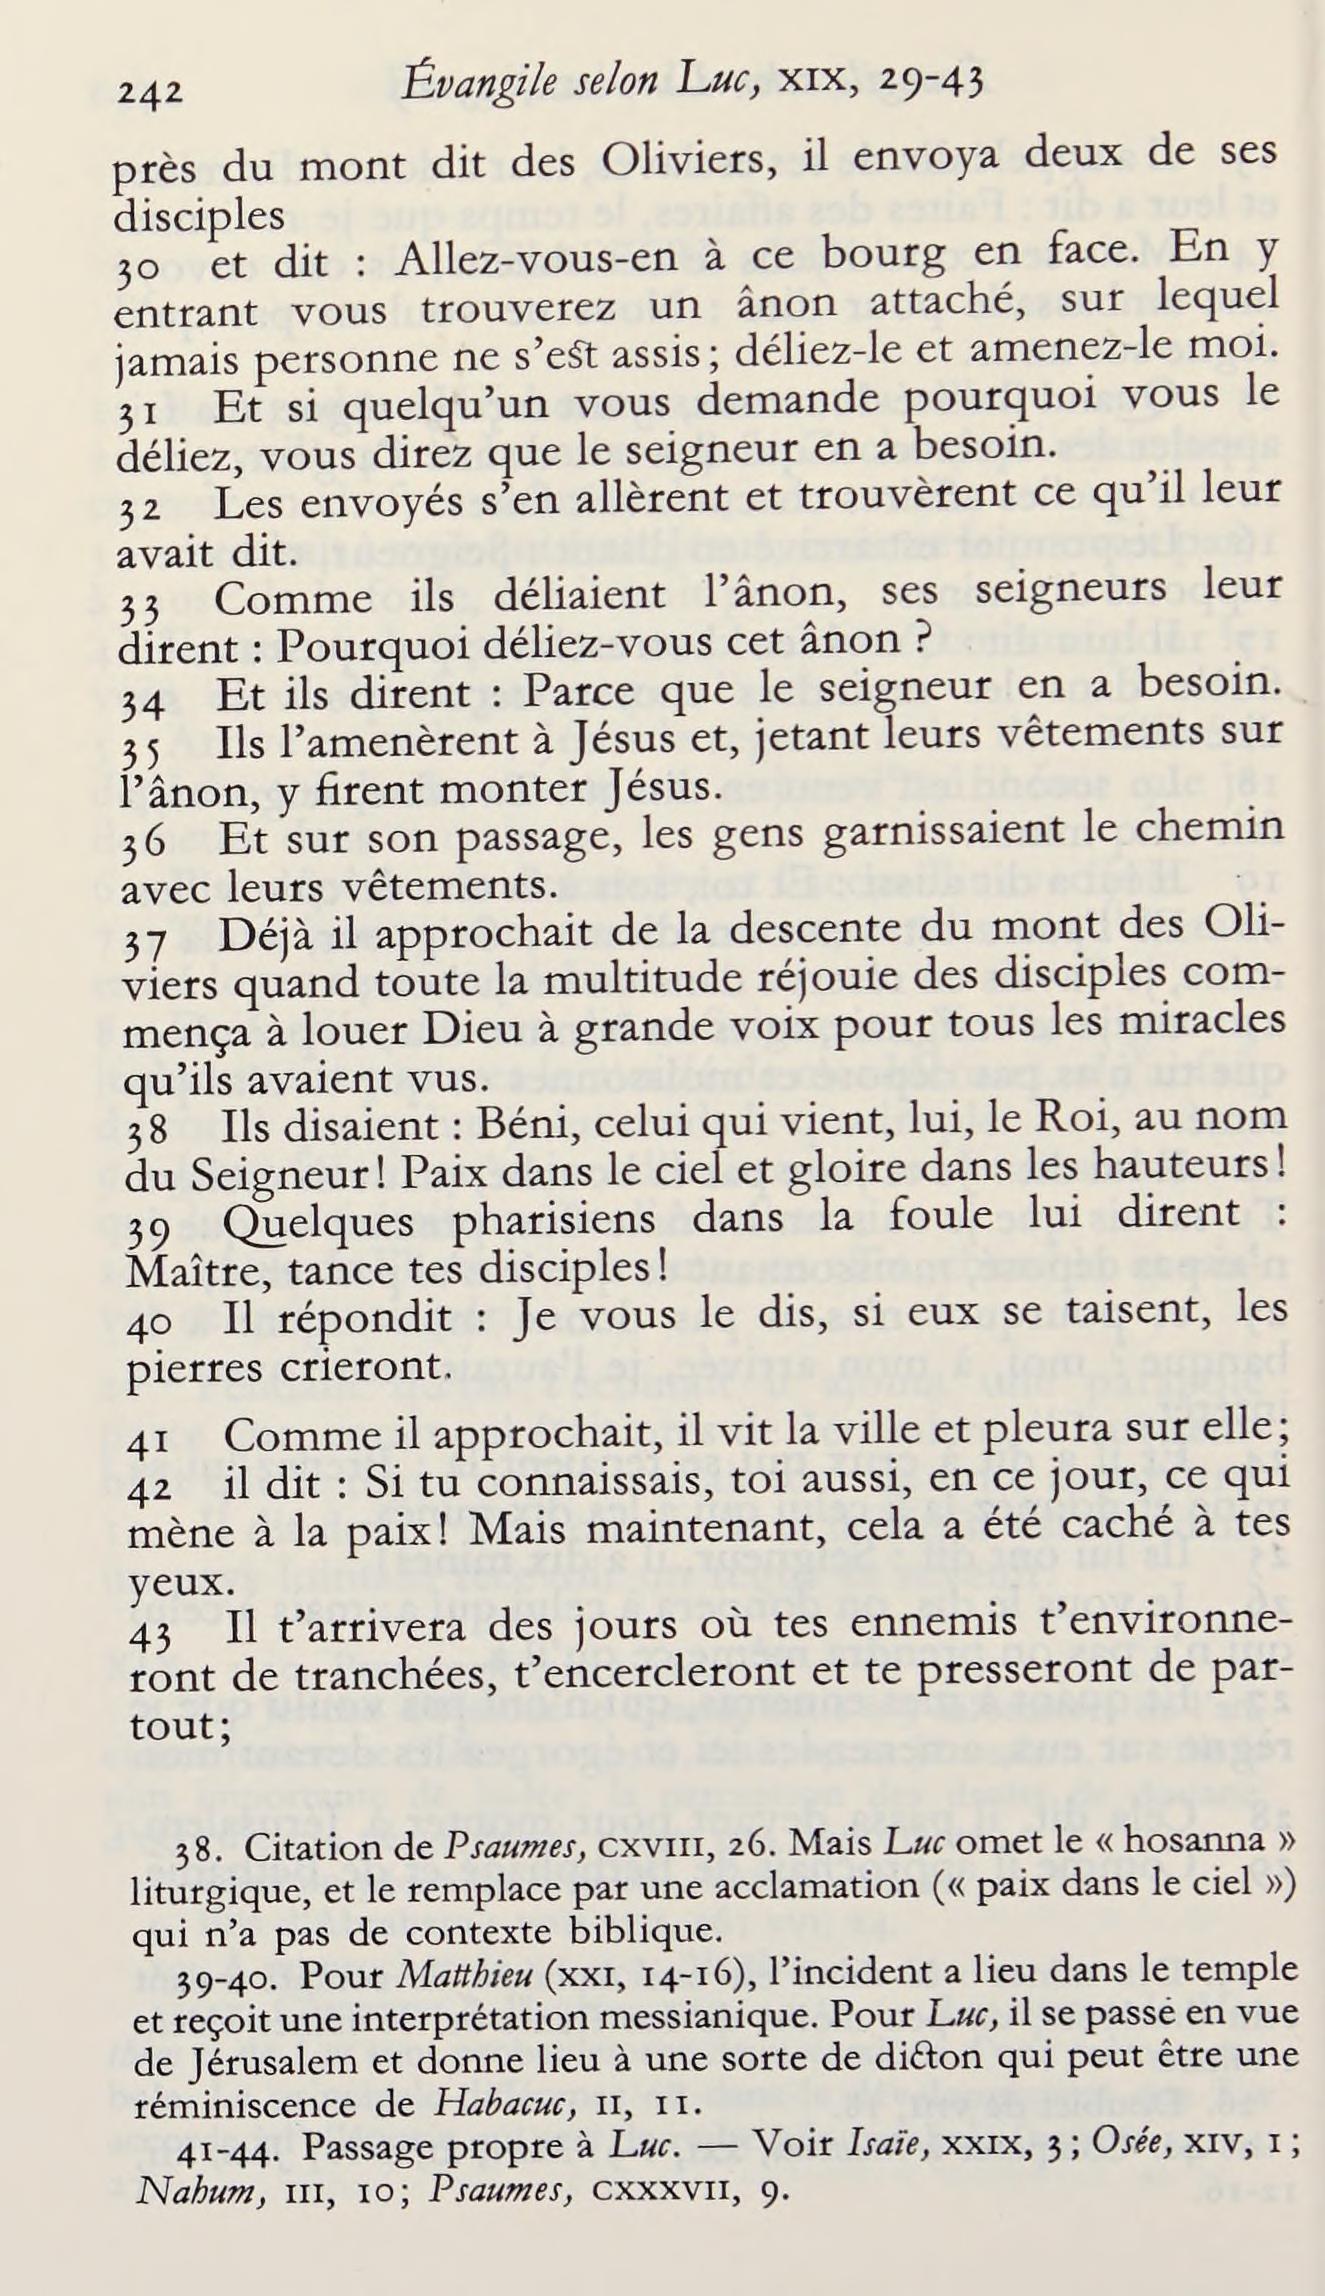 242 Évangile selon Luc, XIX, 29-43
près du mont dit des Oliviers, il envoya deux de ses
disciples
30 et dit : Allez-vous-en à ce bourg en face. En y
entrant vous trouverez un ânon attaché, sur lequel
jamais personne ne s'est assis; déliez-le et amenez-le moi.
31 Et si quelqu'un vous demande pourquoi vous le
déliez, vous direz que le seigneur en a besoin.
32 Les envoyés s'en allèrent et trouvèrent ce qu'il leur
avait dit.
33 Comme ils déliaient l'ânon, ses seigneurs leur
dirent : Pourquoi déliez-vous cet ânon ?
34 Et ils dirent : Parce que le seigneur en a besoin.
35 Ils l'amenèrent à Jésus et, jetant leurs vêtements sur
l'ânon, y firent monter Jésus.
36 Et sur son passage, les gens garnissaient le chemin
avec leurs vêtements.
37 Déjà il approchait de la descente du mont des Oli-
viers quand toute la multitude réjouie des disciples com-
mença à louer Dieu à grande voix pour tous les miracles
qu'ils avaient vus.
38 Ils disaient : Béni, celui qui vient, lui, le Roi, au nom
du Seigneur! Paix dans le ciel et gloire dans les hauteurs!
39 Quelques pharisiens dans la foule lui dirent :
Maître, tance tes disciples!
40 Il répondit : Je vous le dis, si eux se taisent, les
pierres crieront.
41 Comme il approchait, il vit la ville et pleura sur elle;
42 il dit : Si tu connaissais, toi aussi, en ce jour, ce qui
mène à la paix! Mais maintenant, cela a été caché à tes
yeux.
43 Il t'arrivera des jours où tes ennemis t'environne-
ront de tranchées, t'encercleront et te presseront de par-
tout;
38. Citation de Psaumes, CXVIII, 26. Mais Luc omet le « hosanna »
liturgique, et le remplace par une acclamation (« paix dans le ciel »)
qui n'a pas de contexte biblique.
39-40. Pour Matthieu (XXI, 14-16), l'incident a lieu dans le temple
et reçoit une interprétation messianique. Pour Luc, il se passe en vue
de Jérusalem et donne lieu à une sorte de dicton qui peut être une
réminiscence de Habacuc, II, 11.
41-44. Passage propre à Luc. — Voir Isaïe, XXIX, 3; Osée, XIV, 1;
Nahum, III, 10; Psaumes, CXXXVII, 9.